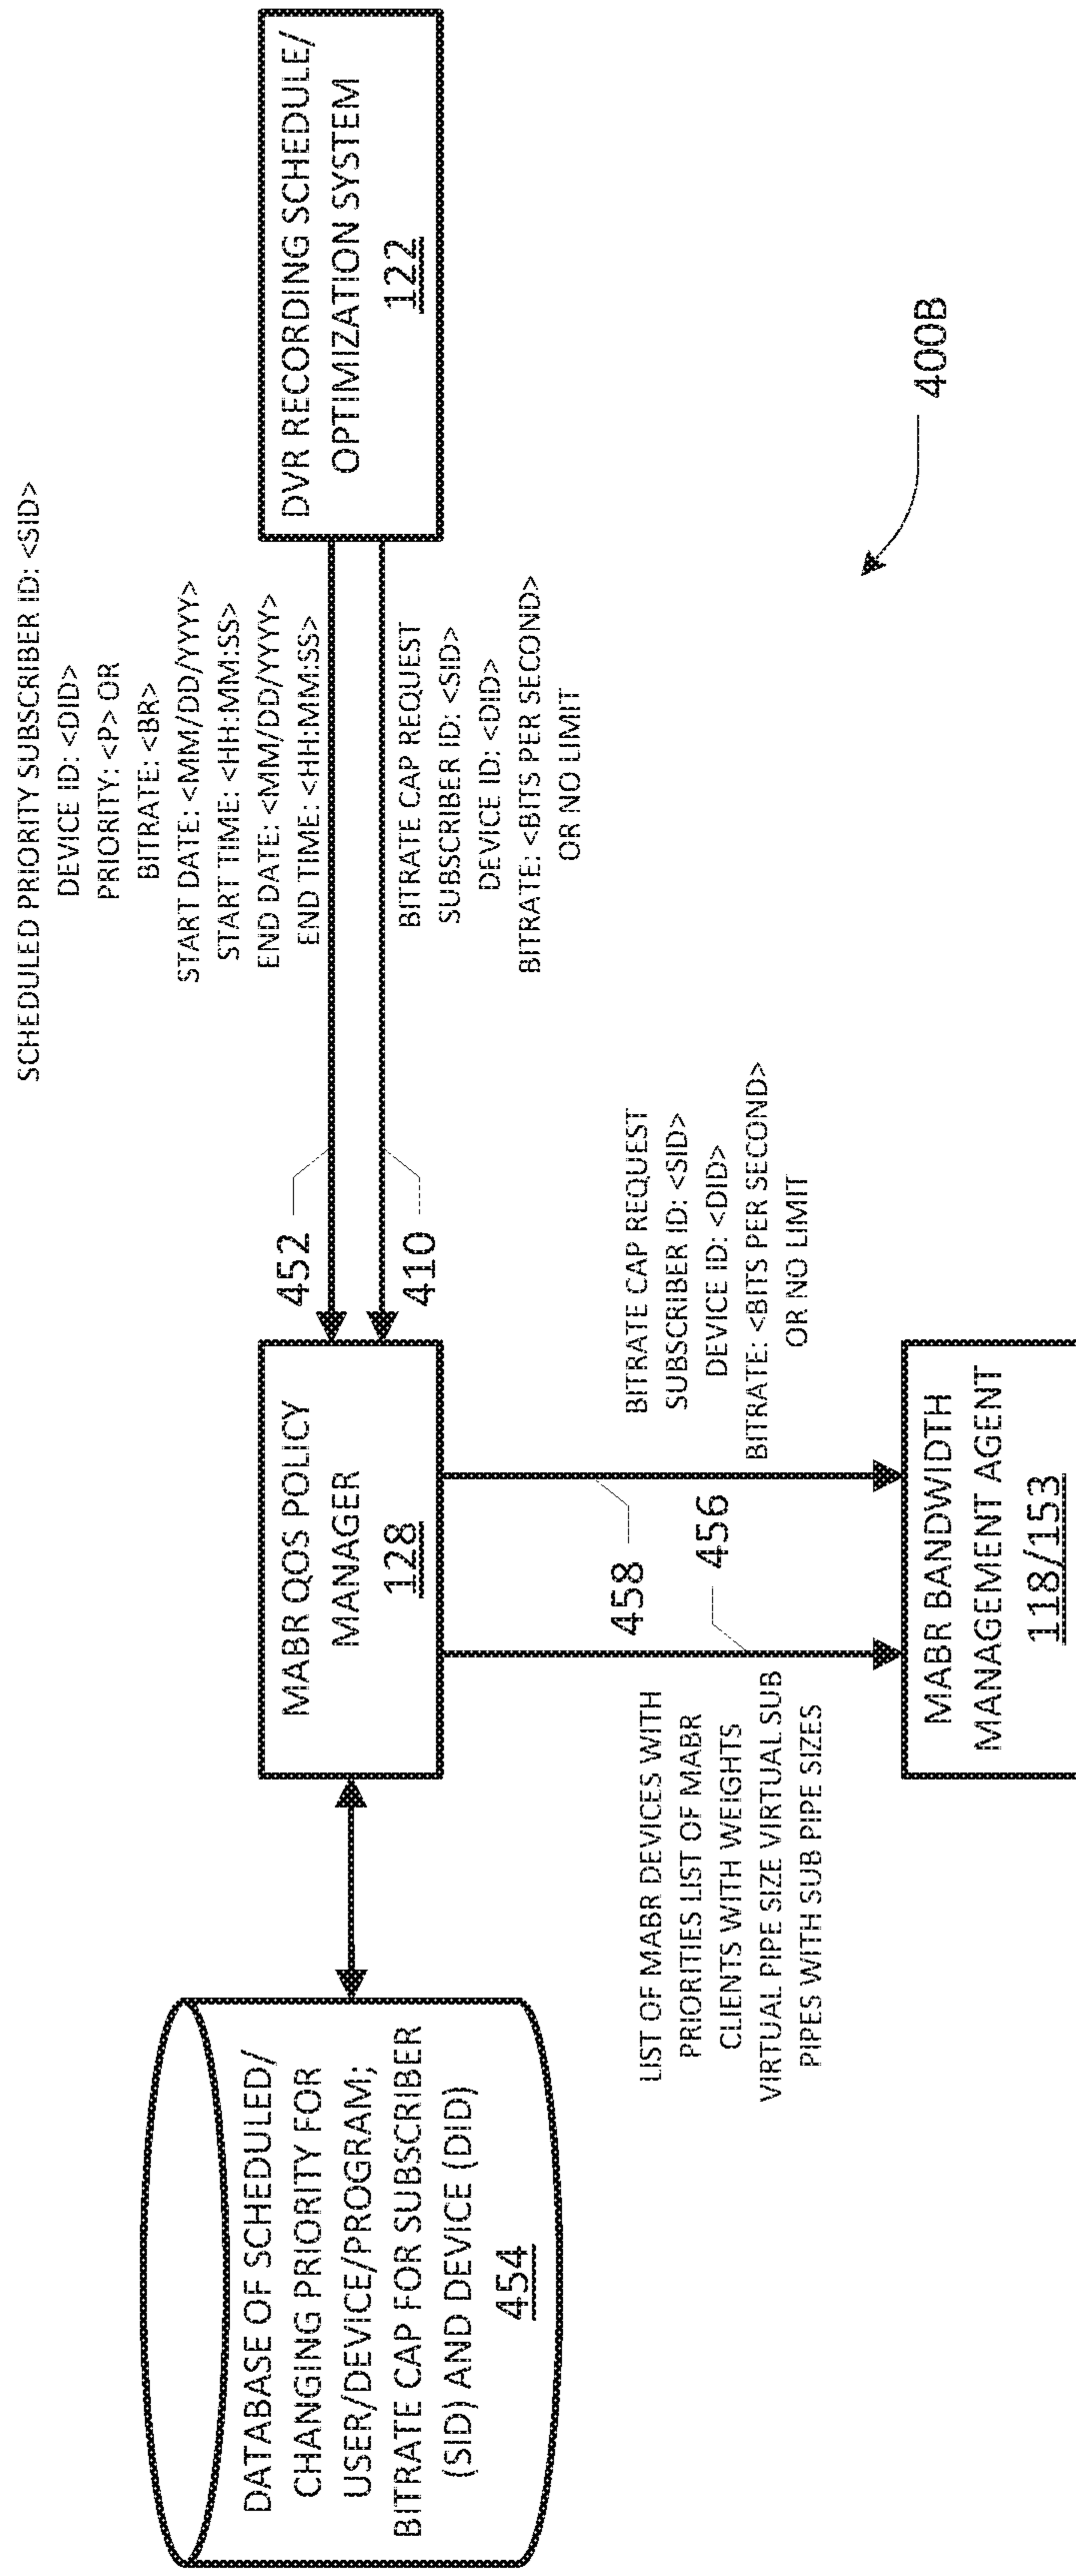 SCHEDULED PRIORITY SUBSCRIBER ID: <SID>
DEVICE ID: <DID>
PRIORITY: <P> OR
BITRATE: <BR>
START DATE: <MM/DD/YYY>
START TIME: <HH:MM:SS>
END DATE: <MM/DD/YYYY>
END TIME: <HH:MM:SS>
DATABASE OF SCHEDULED/
CHANGING PRIORITY FOR
USER/DEVICE/PROGRAM;
BITRATE CAP FOR SUBSCRIBER
(SID) AND DEVICE (DID)
454
MABR QOS POLICY
MANAGER
128
452
410
DVR RECORDING SCHEDULE/
OPTIMIZATION SYSTEM
122
BITRATE CAP REQUEST
SUBSCRIBER ID: <SID>
DEVICE ID: <DID>
BITRATE: <BITS PER SECOND>
OR NO LIMIT
LIST OF MABR DEVICES WITH
PRIORITIES LIST OF MABR
CLIENTS WITH WEIGHTS
VIRTUAL PIPE SIZE VIRTUAL SUB
PIPES WITH SUB PIPE SIZES
458
456
BITRATE CAP REQUEST
SUBSCRIBER ID: <SID>
DEVICE ID: <DID>
BITRATE: <BITS PER SECOND>
OR NO LIMIT
MABR BANDWIDTH
MANAGEMENT AGENT
118/153
400B